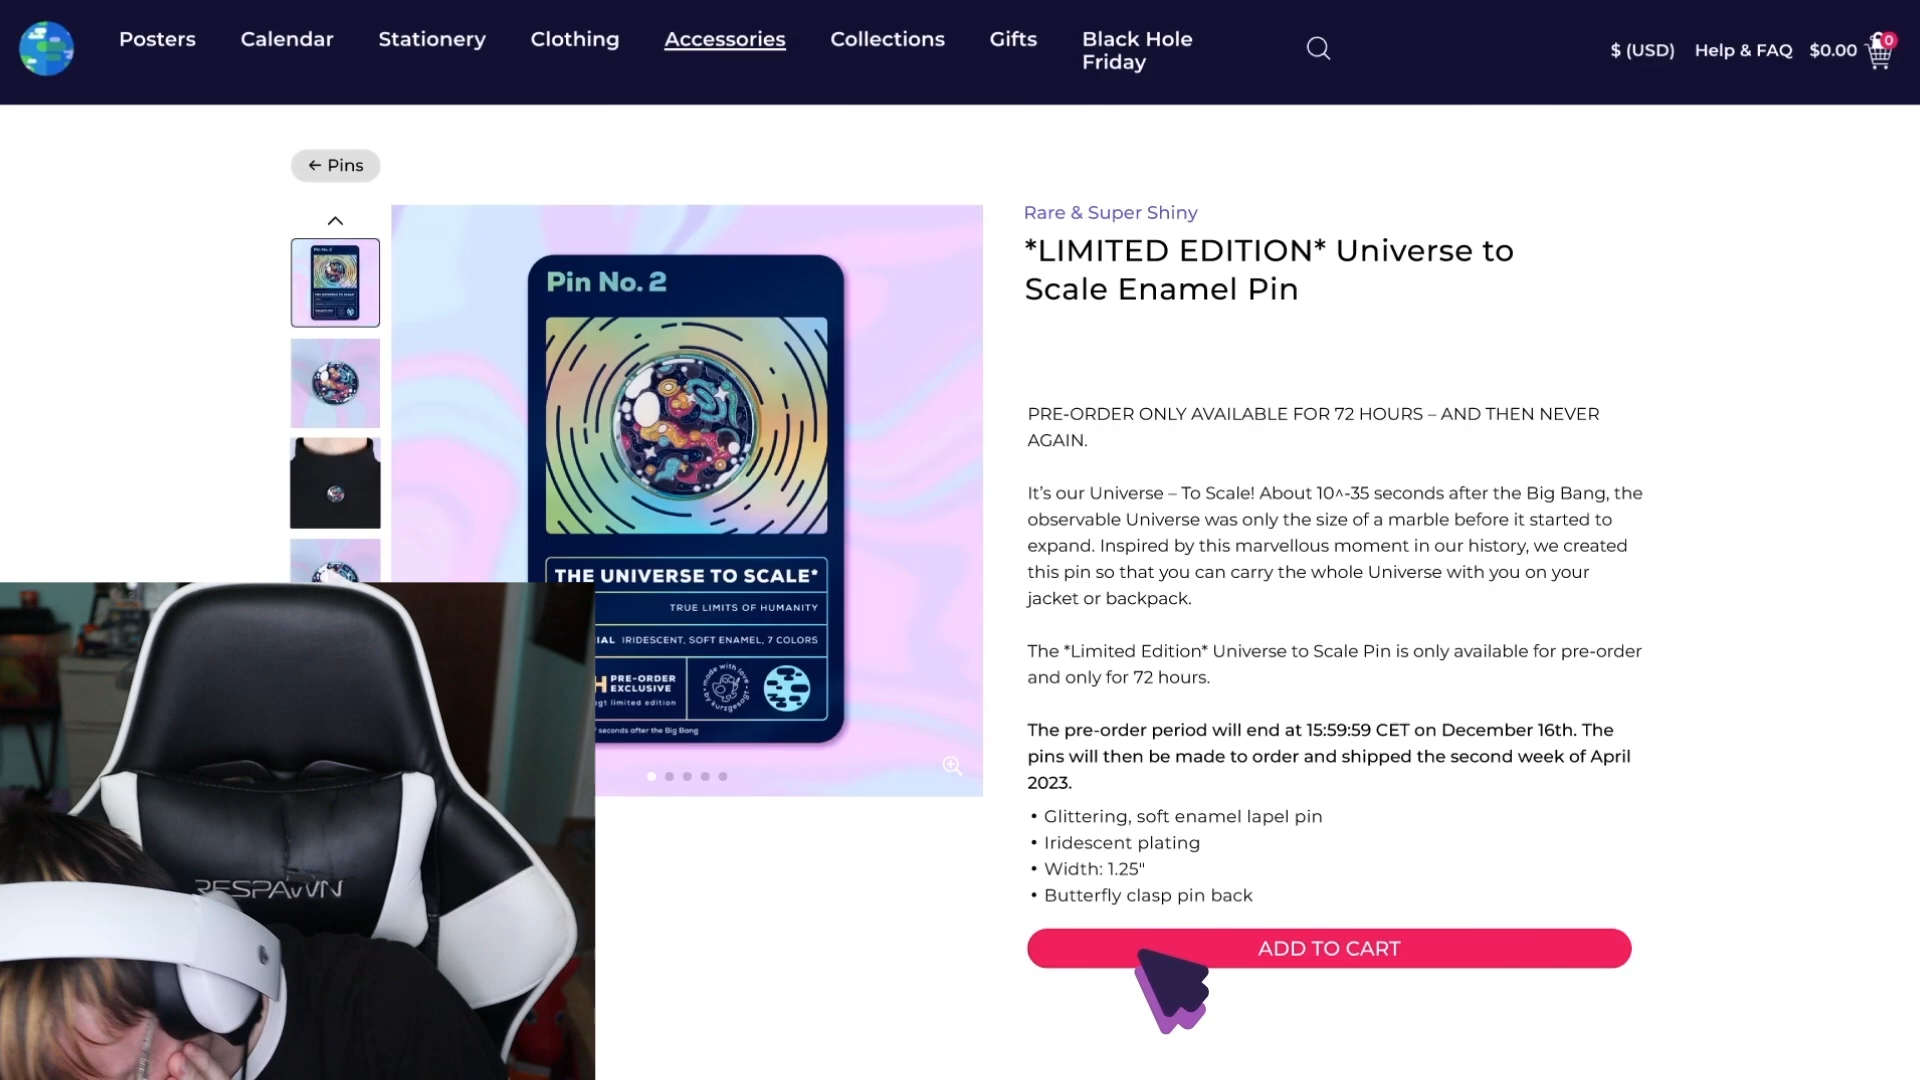 Posters
Calendar
Stationery
Clothing
Accessories
Collections
Gifts
Black Hole
Friday
$ (USD)
Help & FAQ
$0.00
0
← Pins
Rare & Super Shiny
*LIMITED EDITION* Universe to
Scale Enamel Pin
Pin No. 2
THE UNIVERSE TO SCALE*
TRUE LIMITS OF HUMANITY
IAL IRIDESCENT, SOFT ENAMEL, 7 COLORS
H PRE-ORDER
EXCLUSIVE
gt limited edition
made with love
by kurzgesagt
seconds after the Big Bang
PRE-ORDER ONLY AVAILABLE FOR 72 HOURS – AND THEN NEVER
AGAIN.
It's our Universe – To Scale! About 10^-35 seconds after the Big Bang, the
observable Universe was only the size of a marble before it started to
expand. Inspired by this marvellous moment in our history, we created
this pin so that you can carry the whole Universe with you on your
jacket or backpack.
The *Limited Edition* Universe to Scale Pin is only available for pre-order
and only for 72 hours.
The pre-order period will end at 15:59:59 CET on December 16th. The
pins will then be made to order and shipped the second week of April
2023.
• Glittering, soft enamel lapel pin
• Iridescent plating
• Width: 1.25"
• Butterfly clasp pin back
ADD TO CART
RESPAWN